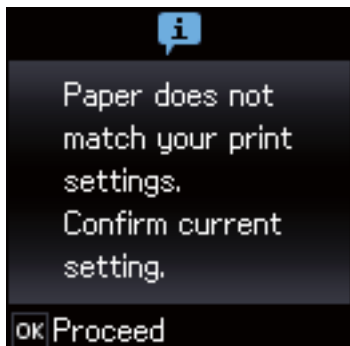 Paper does not
match your print
settings.
Confirm current
setting.
OK Proceed